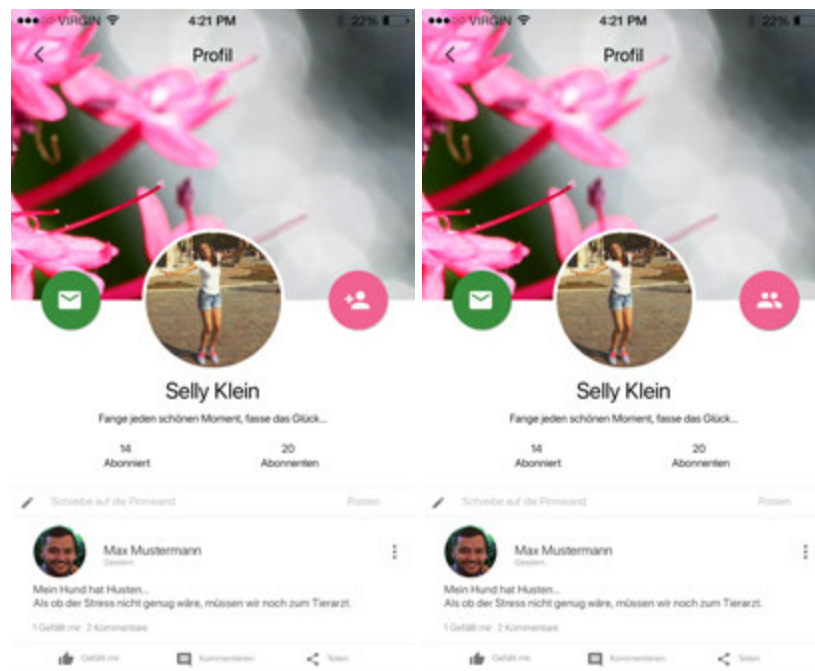 VIRGIN 4:21 PM 22%
Profil
Selly Klein
Fange jeden schönen Moment, fasse das Glück...
14 20
Abonniert Abonnenten
Schreibe auf die Pinnwand Posten
Max Mustermann
Gestern
Mein Hund hat Husten...
Als ob der Stress nicht genug wäre, müssen wir noch zum Tierarzt.
1 Gefällt mir 2 Kommentare
Gefällt mir Kommentieren Teilen
VIRGIN 4:21 PM 22%
Profil
Selly Klein
Fange jeden schönen Moment, fasse das Glück...
14 20
Abonniert Abonnenten
Schreibe auf die Pinnwand Posten
Max Mustermann
Gestern
Mein Hund hat Husten...
Als ob der Stress nicht genug wäre, müssen wir noch zum Tierarzt.
1 Gefällt mir 2 Kommentare
Gefällt mir Kommentieren Teilen